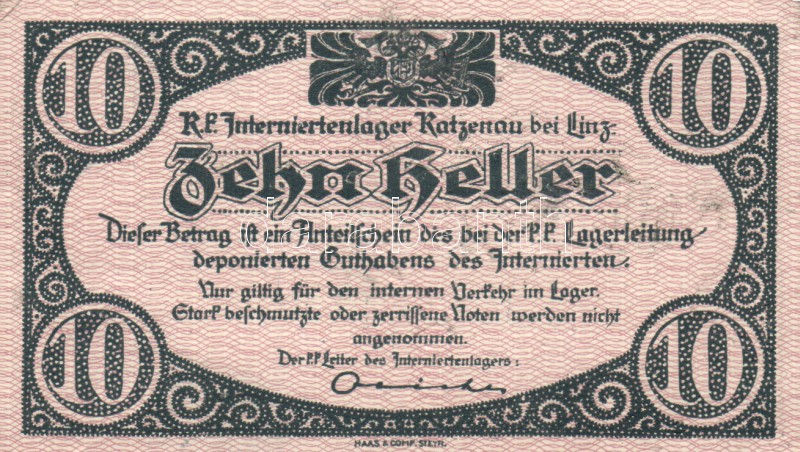 10 10
K.k. Interniertenlager Katzenau bei Linz.
Zehn Heller
Dieser Betrag ist ein Anteilschein des bei der k.k. Lagerleitung
deponierten Guthabens des Internierten.
Nur giltig für den internen Verkehr im Lager.
Stark beschmutzte oder zerrissene Noten werden nicht
angenommen.
Der k.k. Leiter des Interniertenlagers:
10 10
HAAS & COMP. STEYR.